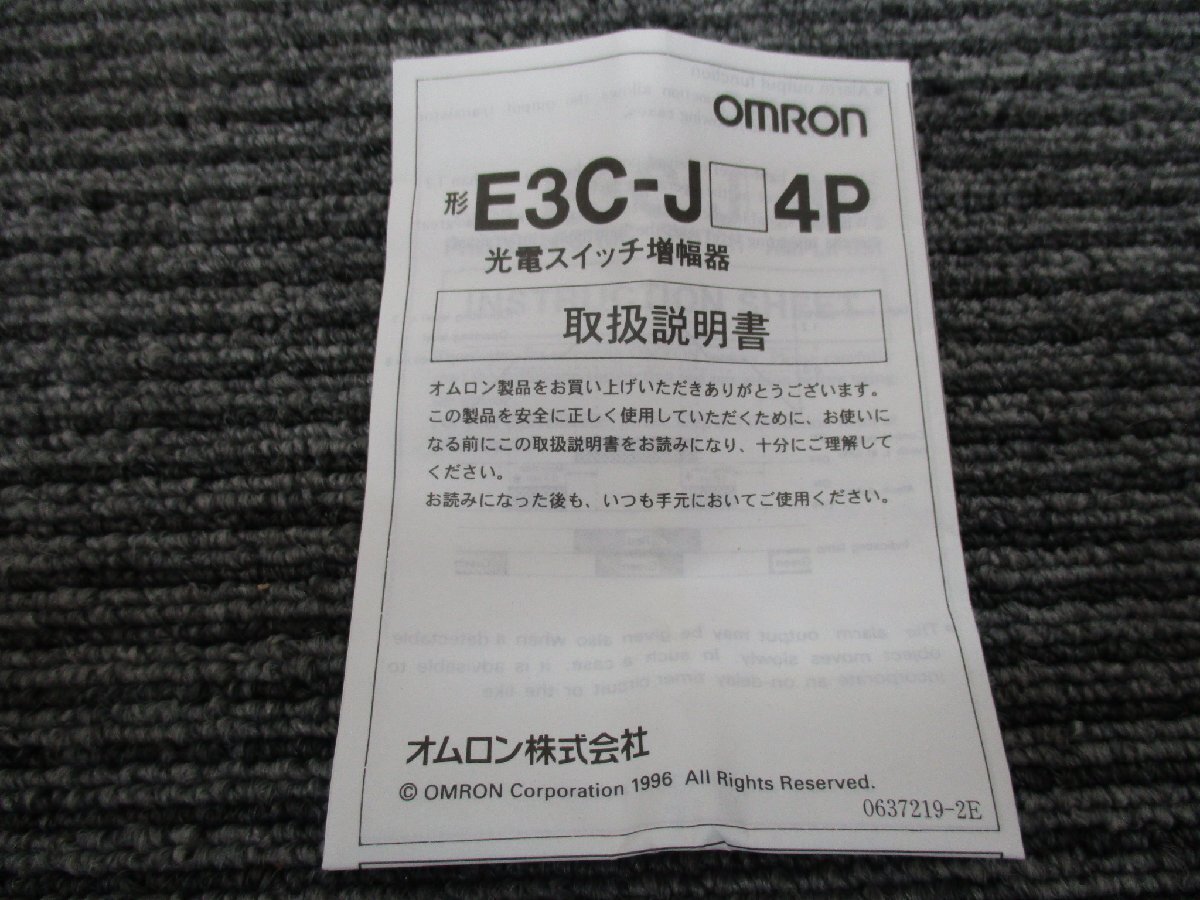 OMRON
形 E3C-J□4P
光電スイッチ増幅器
取扱説明書
オムロン製品をお買い上げいただきありがとうございます。
この製品を安全に正しく使用していただくために、お使いに
なる前にこの取扱説明書をお読みになり、十分にご理解して
ください。
お読みになった後も、いつも手元においてご使用ください。
オムロン株式会社
© OMRON Corporation 1996 All Rights Reserved.
0637219-2E